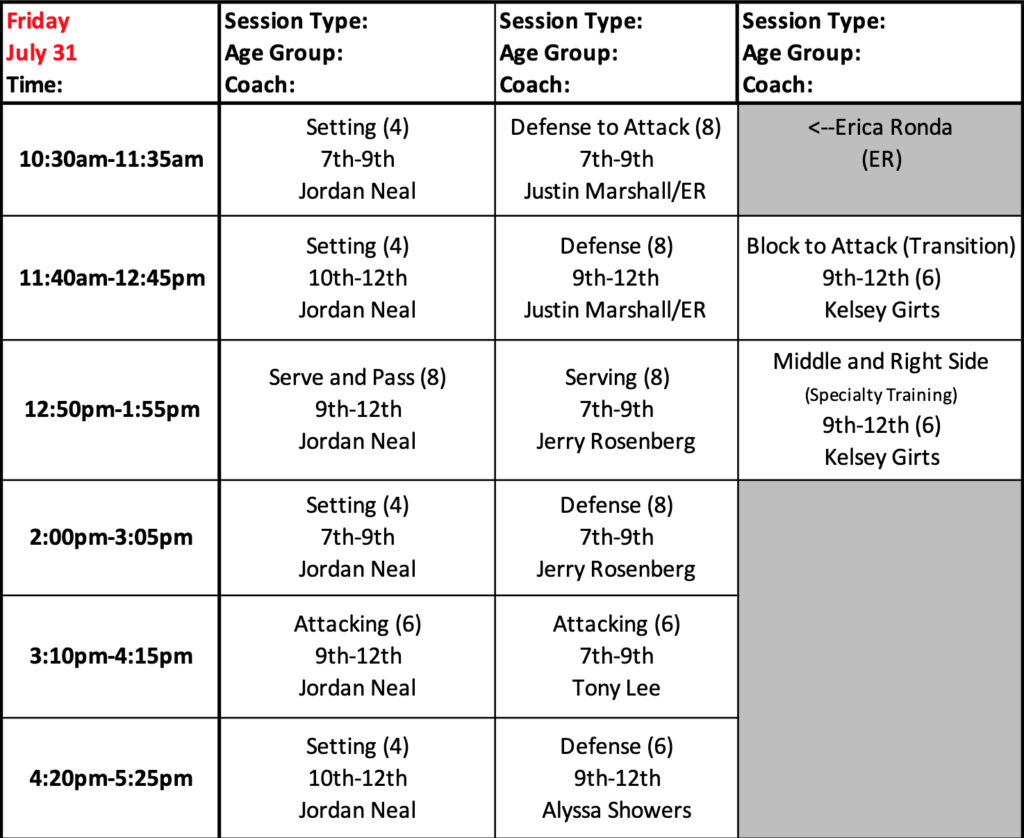 Friday
July 31
Time:
Session Type:
Age Group:
Coach:
Session Type:
Age Group:
Coach:
Session Type:
Age Group:
Coach:
10:30am-11:35am
Setting (4)
7th-9th
Jordan Neal
Defense to Attack (8)
7th-9th
Justin Marshall/ER
<--Erica Ronda
(ER)
11:40am-12:45pm
Setting (4)
10th-12th
Jordan Neal
Defense (8)
9th-12th
Justin Marshall/ER
Block to Attack (Transition)
9th-12th (6)
Kelsey Girts
12:50pm-1:55pm
Serve and Pass (8)
9th-12th
Jordan Neal
Serving (8)
7th-9th
Jerry Rosenberg
Middle and Right Side
(Specialty Training)
9th-12th (6)
Kelsey Girts
2:00pm-3:05pm
Setting (4)
7th-9th
Jordan Neal
Defense (8)
7th-9th
Jerry Rosenberg
3:10pm-4:15pm
Attacking (6)
9th-12th
Jordan Neal
Attacking (6)
7th-9th
Tony Lee
4:20pm-5:25pm
Setting (4)
10th-12th
Jordan Neal
Defense (6)
9th-12th
Alyssa Showers